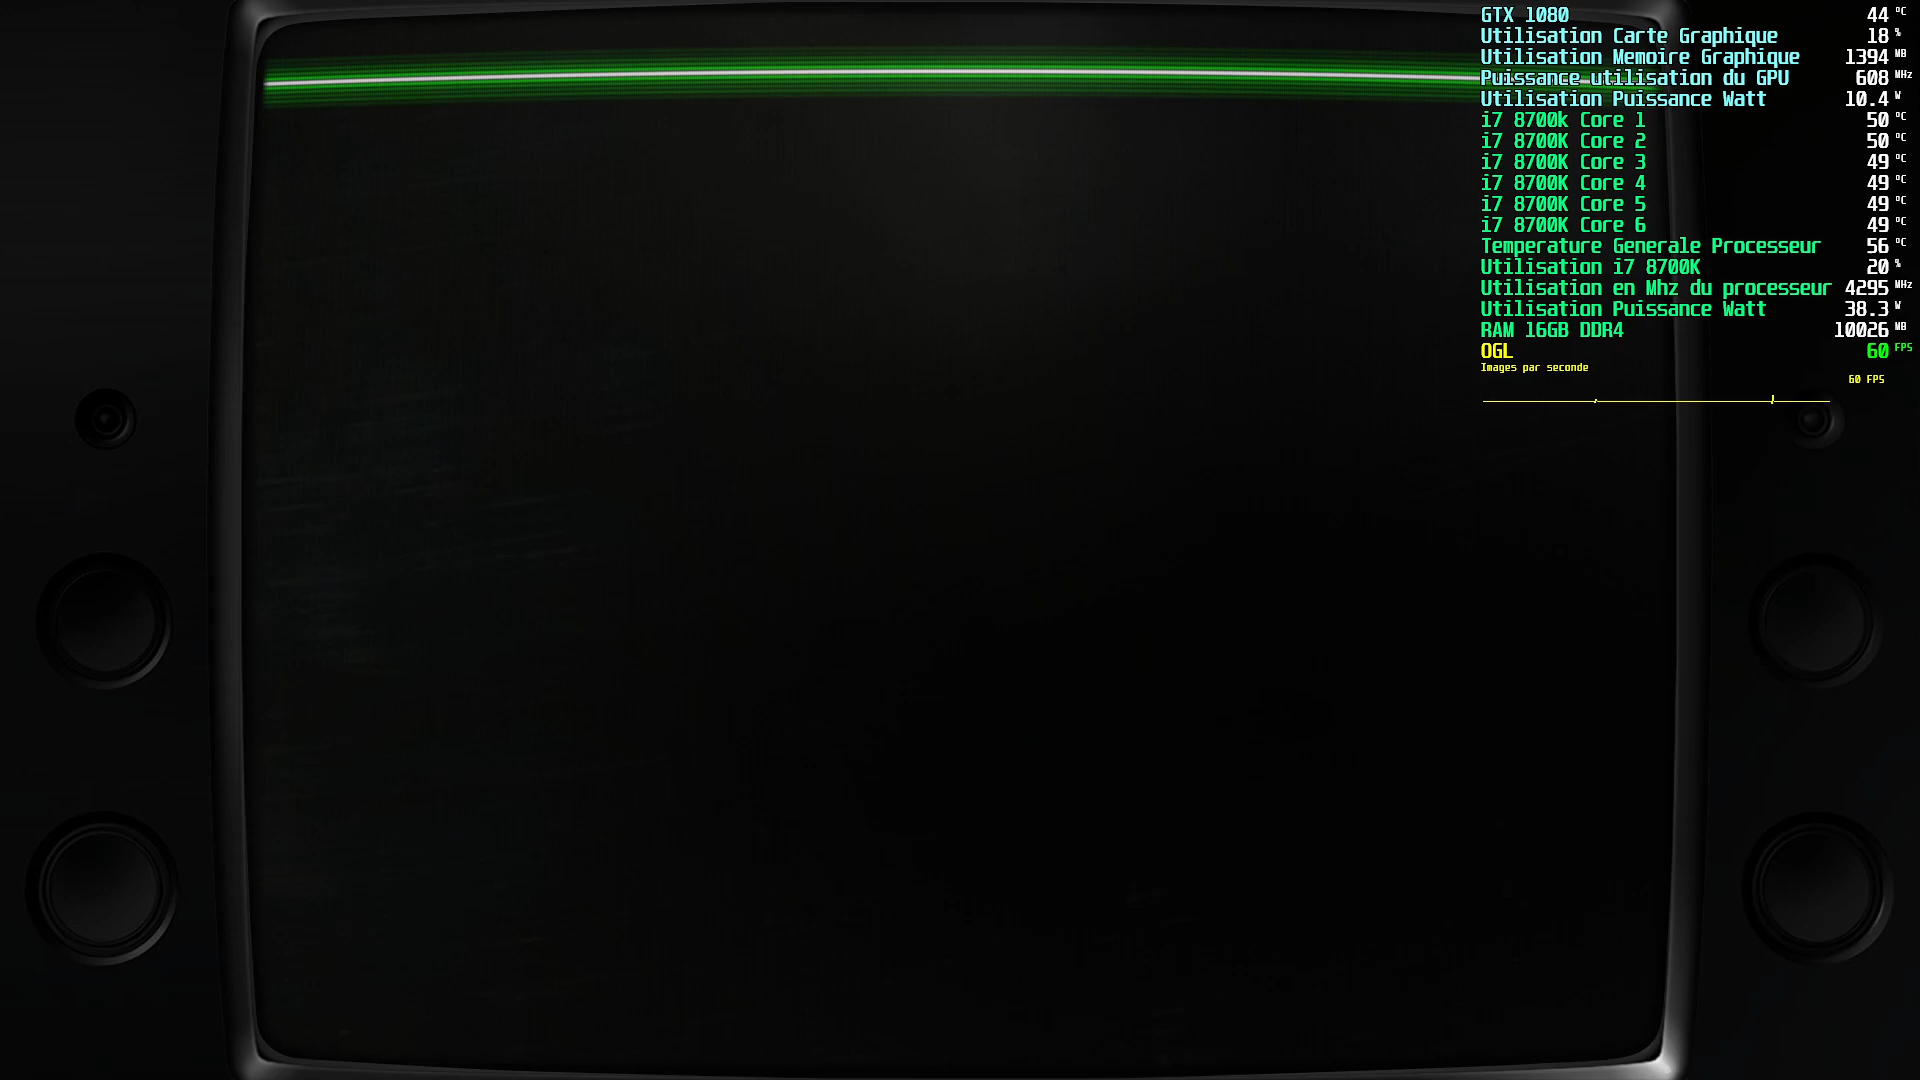 GTX 1080 44 °C
Utilisation Carte Graphique 18 %
Utilisation Memoire Graphique 1394 MB
Puissance utilisation du GPU 608 MHz
Utilisation Puissance Watt 10.4 W
i7 8700k Core 1 50 °C
i7 8700K Core 2 50 °C
i7 8700K Core 3 49 °C
i7 8700K Core 4 49 °C
i7 8700K Core 5 49 °C
i7 8700K Core 6 49 °C
Temperature Generale Processeur 56 °C
Utilisation i7 8700K 20 %
Utilisation en Mhz du processeur 4295 MHz
Utilisation Puissance Watt 38.3 W
RAM 16GB DDR4 10026 MB
OGL 60 FPS
Images par seconde
60 FPS